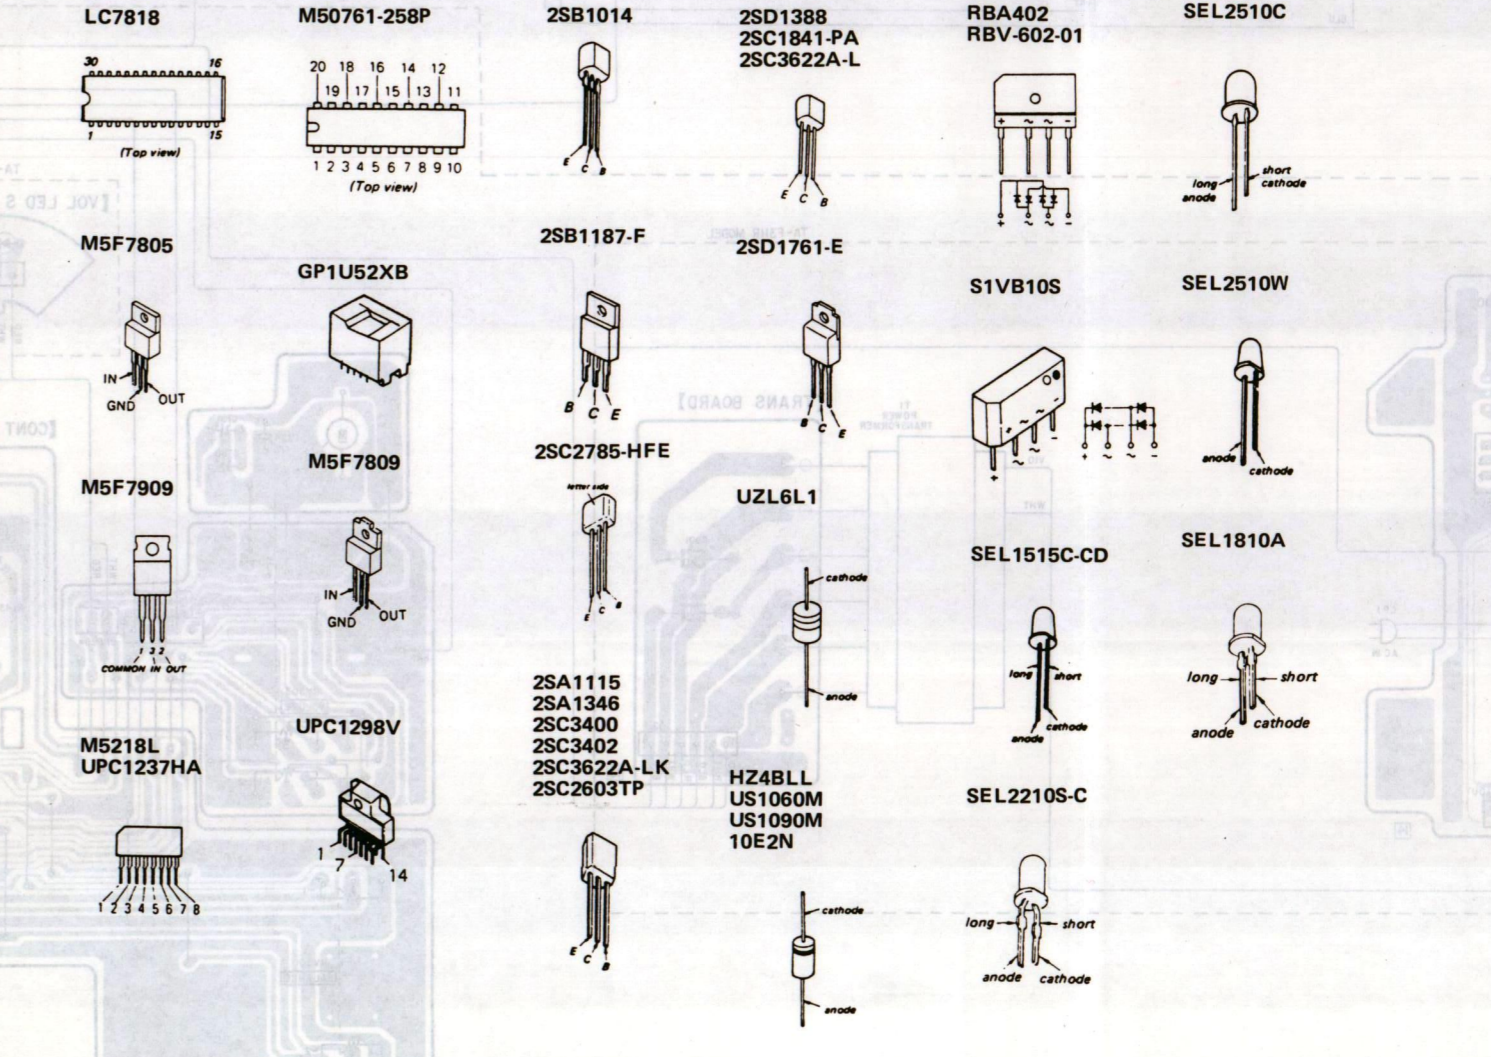 LC7818
30 16
1 15
(Top view)
M50761-258P
20 18 16 14 12
19 17 15 13 11
1 2 3 4 5 6 7 8 9 10
(Top view)
2SB1014
E C B
2SD1388
2SC1841-PA
2SC3622A-L
E C B
RBA402
RBV-602-01
+ ~ ~ -
+ ~ ~ -
SEL2510C
long short
anode cathode
M5F7805
IN
GND OUT
GP1U52XB
2SB1187-F
B C E
2SD1761-E
B C E
S1VB10S
+ ~ ~ -
+ ~ ~ -
+ ~ ~ -
SEL2510W
anode
cathode
M5F7909
1 3 2
COMMON IN OUT
M5F7809
IN
GND OUT
2SC2785-HFE
letter side
E C B
UZL6L1
cathode
anode
SEL1515C-CD
long short
cathode
anode
SEL1810A
long short
anode cathode
M5218L
UPC1237HA
1 2 3 4 5 6 7 8
UPC1298V
1
7
14
2SA1115
2SA1346
2SC3400
2SC3402
2SC3622A-LK
2SC2603TP
E C B
HZ4BLL
US1060M
US1090M
10E2N
cathode
anode
SEL2210S-C
long short
anode cathode
[VOL LED S
[TRANS BOARD]
T1
POWER
TRANSFORMER
[CONT